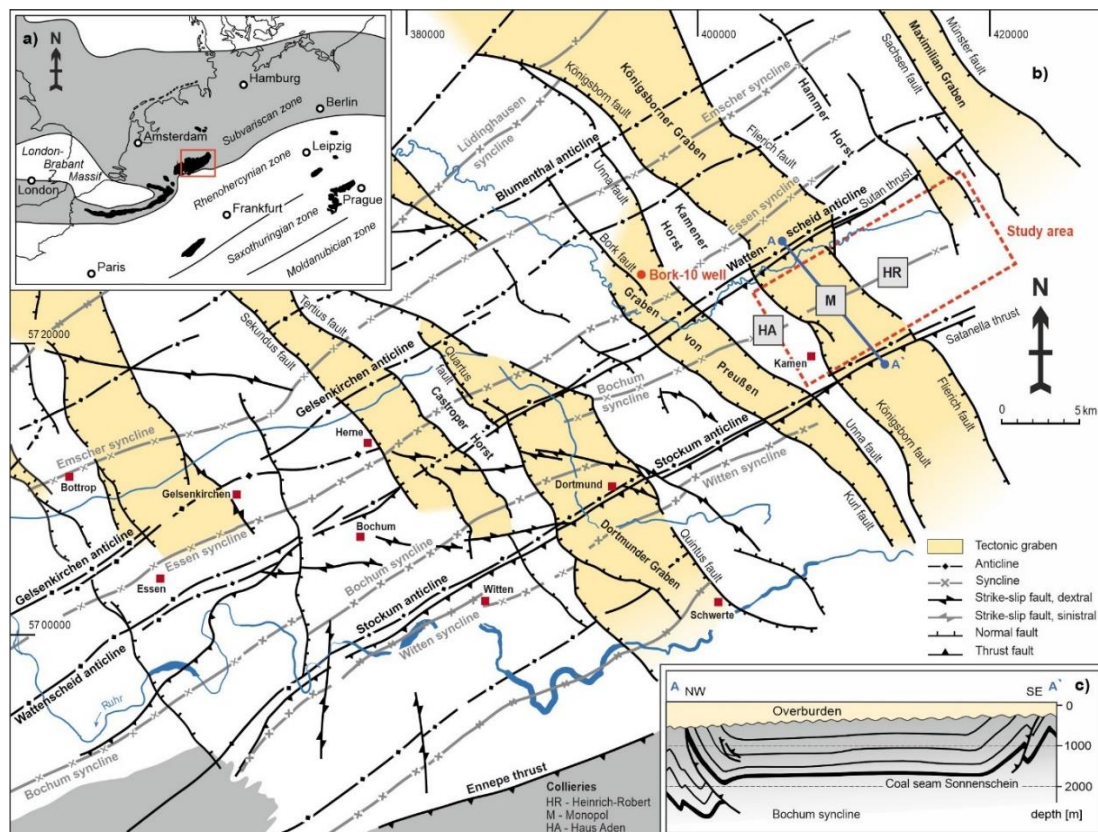 a)
N
Hamburg
Berlin
Subvariscan zone
Amsterdam
London-
Brabant
Massif
London
Leipzig
Rhenohercynian zone
Prague
Frankfurt
Saxothuringian zone
Moldanubician zone
Paris
380000
400000
420000
b)
Königsborn fault
Königsborner Graben
Emscher syncline
Hammer Horst
Sachsen fault
Maximilian Graben
Münster fault
Lüdinghausen
syncline
Blumenthal anticline
Unna fault
Kamener
Horst
Flierich fault
Essen syncline
Sutan thrust
Watten-
scheid anticline
Bork fault
Bork-10 well
A
Study area
HR
M
HA
N
Graben von Preußen
Kamen
A'
Satanella thrust
0 5 km
5720000
Sekundus fault
Tertius fault
Quartus
fault
Gelsenkirchen anticline
Castroper
Horst
Bochum
syncline
Unna fault
Königsborn fault
Flierich fault
Stockum anticline
Witten syncline
Kurl fault
Emscher syncline
Bottrop
Herne
Gelsenkirchen
Dortmund
Bochum
Gelsenkirchen anticline
Essen syncline
Essen
Bochum syncline
Stockum anticline
Witten
Witten syncline
Dortmunder Graben
Quintus fault
Schwerte
5700000
Wattenscheid anticline
Ruhr
Bochum syncline
Ennepe thrust
Tectonic graben
Anticline
Syncline
Strike-slip fault, dextral
Strike-slip fault, sinistral
Normal fault
Thrust fault
Collieries
HR - Heinrich-Robert
M - Monopol
HA - Haus Aden
A NW SE A` c)
Overburden
0
1000
Coal seam Sonnenschein
2000
Bochum syncline
depth [m]